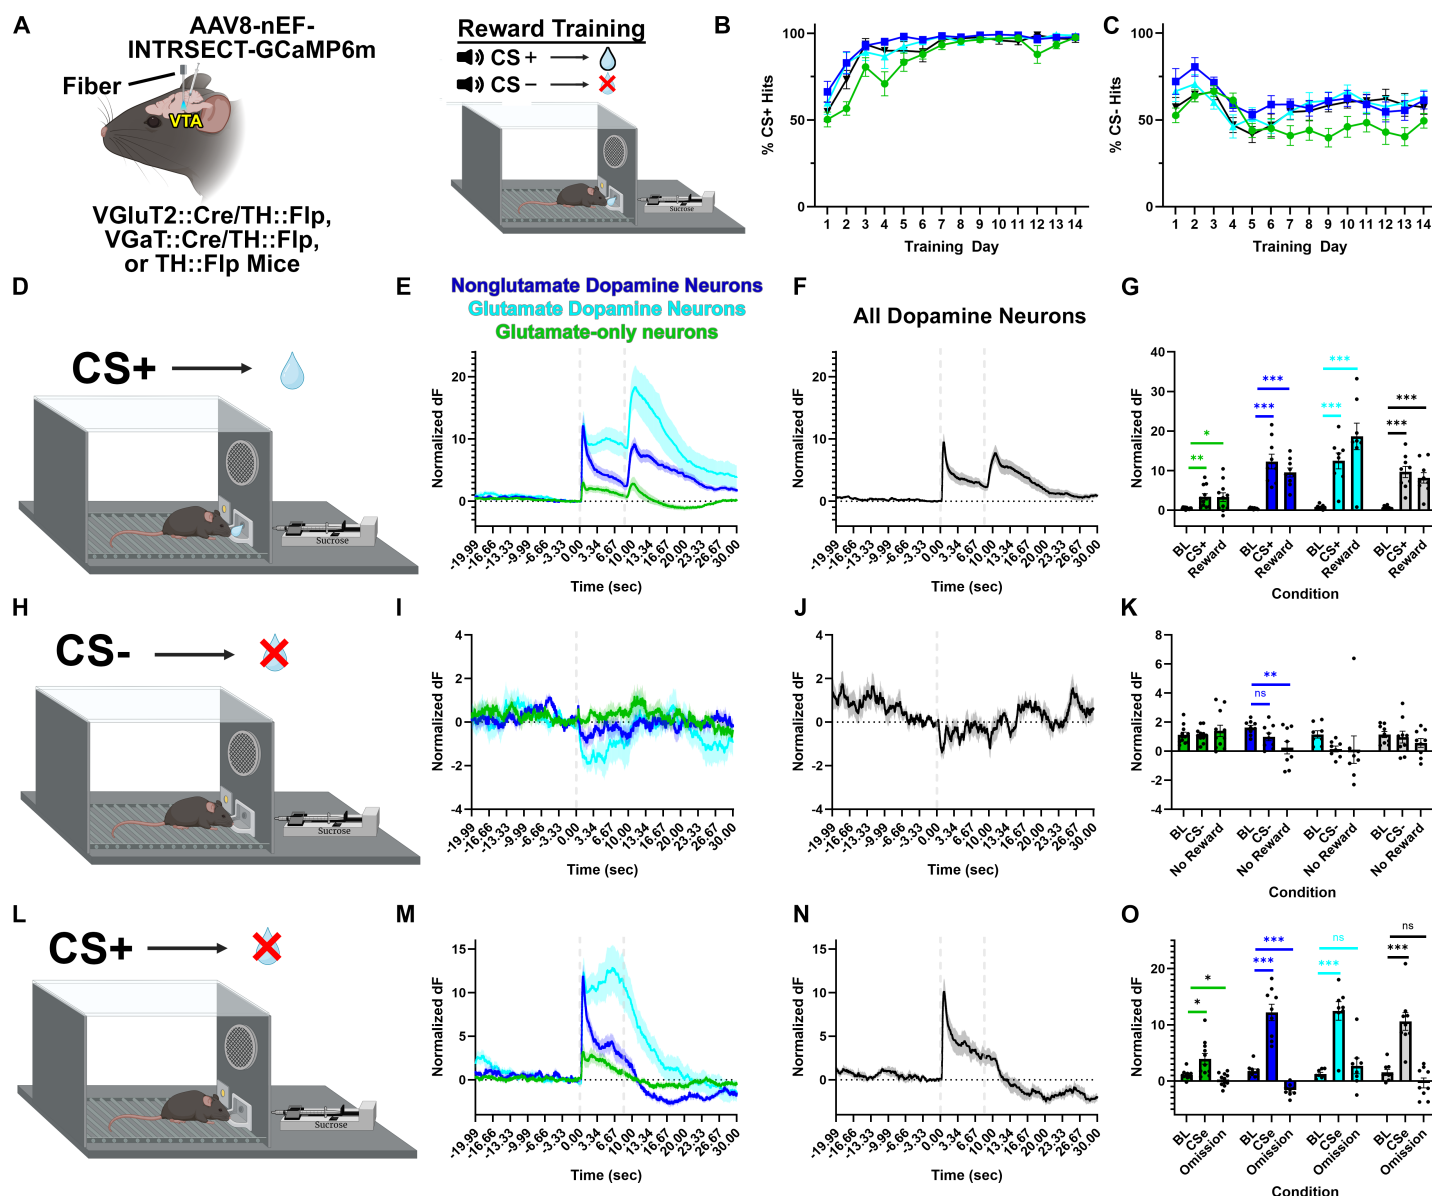 A
AAV8-nEF-
INTRSECT-GCaMP6m
Fiber
VTA
VGluT2::Cre/TH::Flp,
VGaT::Cre/TH::Flp,
or TH::Flp Mice
Reward Training
CS +
CS −
Sucrose
B
% CS+ Hits
100
50
0
1 2 3 4 5 6 7 8 9 10 11 12 13 14
Training Day
C
% CS- Hits
100
50
0
1 2 3 4 5 6 7 8 9 10 11 12 13 14
Training Day
D
CS+
Sucrose
E
Nonglutamate Dopamine Neurons
Glutamate Dopamine Neurons
Glutamate-only neurons
Normalized dF
20
10
0
-19.99 -16.66 -13.33 -9.99 -6.66 -3.33 0.00 3.34 6.67 10.00 13.33 16.67 20.00 23.33 26.67 30.00
Time (sec)
F
All Dopamine Neurons
Normalized dF
20
10
0
-19.99 -16.66 -13.33 -9.99 -6.66 -3.33 0.00 3.34 6.67 10.00 13.33 16.67 20.00 23.33 26.67 30.00
Time (sec)
G
Normalized dF
40
30
20
10
0
** * *** *** *** *** *** ***
BL CS+ Reward BL CS+ Reward BL CS+ Reward BL CS+ Reward
Condition
H
CS-
Sucrose
I
Normalized dF
4
2
0
-2
-4
-19.99 -16.66 -13.33 -9.99 -6.66 -3.33 0.00 3.34 6.67 10.00 13.33 16.67 20.00 23.33 26.67 30.00
Time (sec)
J
Normalized dF
4
2
0
-2
-4
-19.99 -16.66 -13.33 -9.99 -6.66 -3.33 0.00 3.34 6.67 10.00 13.33 16.67 20.00 23.33 26.67 30.00
Time (sec)
K
Normalized dF
8
6
4
2
0
-2
-4
ns **
BL CS- No Reward BL CS- No Reward BL CS- No Reward BL CS- No Reward
Condition
L
CS+
Sucrose
M
Normalized dF
15
10
5
0
-19.99 -16.66 -13.33 -9.99 -6.66 -3.33 0.00 3.34 6.67 10.00 13.33 16.67 20.00 23.33 26.67 30.00
Time (sec)
N
Normalized dF
15
10
5
0
-19.99 -16.66 -13.33 -9.99 -6.66 -3.33 0.00 3.34 6.67 10.00 13.33 16.67 20.00 23.33 26.67 30.00
Time (sec)
O
Normalized dF
20
10
0
* * *** *** *** ns *** ns
BL CSe Omission BL CSe Omission BL CSe Omission BL CSe Omission
Condition